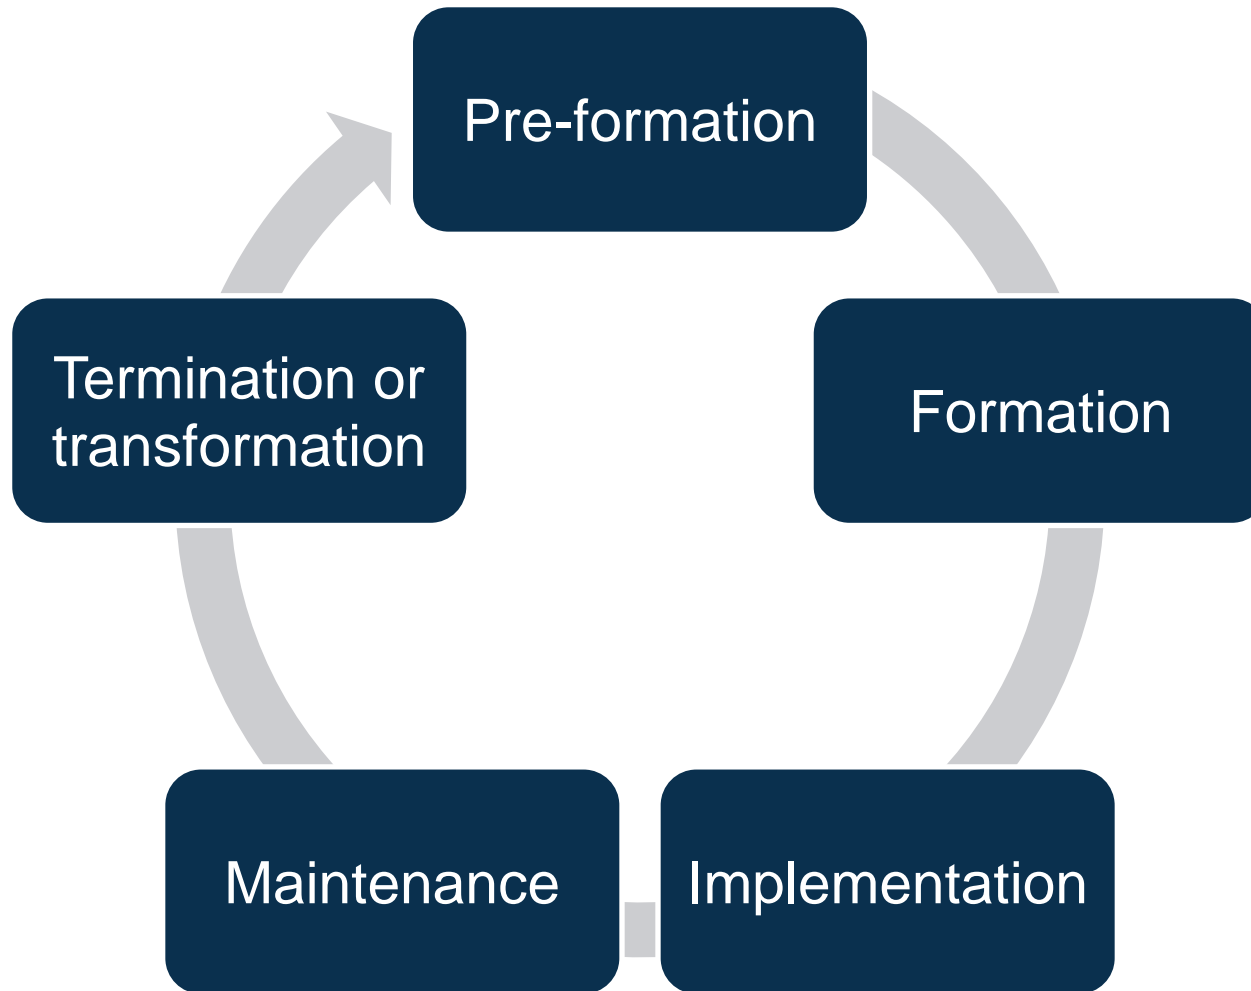 Pre-formation
Formation
Implementation
Maintenance
Termination or
transformation